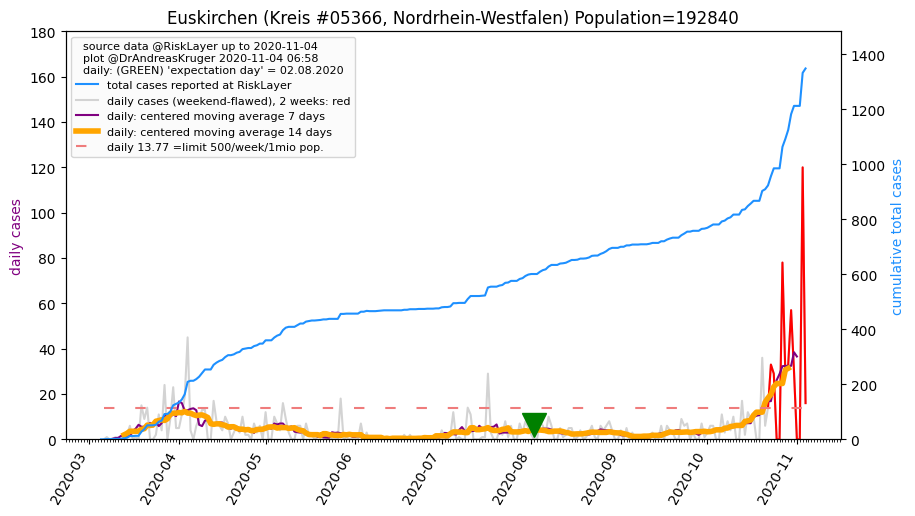 Euskirchen (Kreis #05366, Nordrhein-Westfalen) Population=192840
source data @RiskLayer up to 2020-11-04
plot @DrAndreasKruger 2020-11-04 06:58
daily: (GREEN) 'expectation day' = 02.08.2020
total cases reported at RiskLayer
daily cases (weekend-flawed), 2 weeks: red
daily: centered moving average 7 days
daily: centered moving average 14 days
daily 13.77 =limit 500/week/1mio pop.
daily cases
180
160
140
120
100
80
60
40
20
0
cumulative total cases
1400
1200
1000
800
600
400
200
0
2020-03
2020-04
2020-05
2020-06
2020-07
2020-08
2020-09
2020-10
2020-11